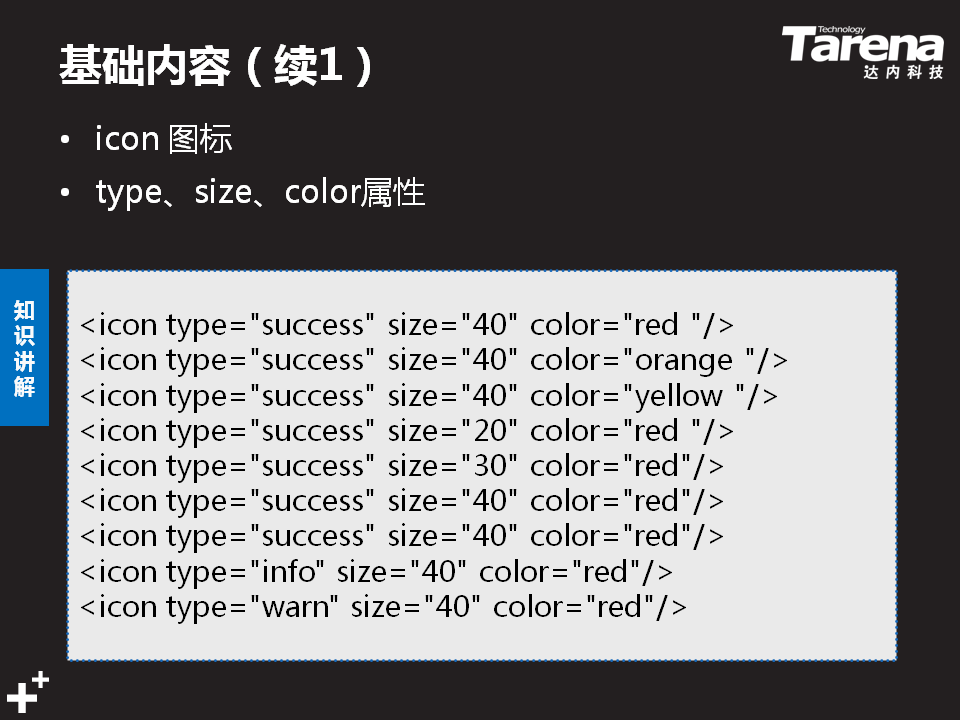 基础内容（续1）
Technology
Tarena
达内科技
• icon 图标
• type、size、color属性
知识讲解
<icon type="success" size="40" color="red "/>
<icon type="success" size="40" color="orange "/>
<icon type="success" size="40" color="yellow "/>
<icon type="success" size="20" color="red "/>
<icon type="success" size="30" color="red"/>
<icon type="success" size="40" color="red"/>
<icon type="success" size="40" color="red"/>
<icon type="info" size="40" color="red"/>
<icon type="warn" size="40" color="red"/>